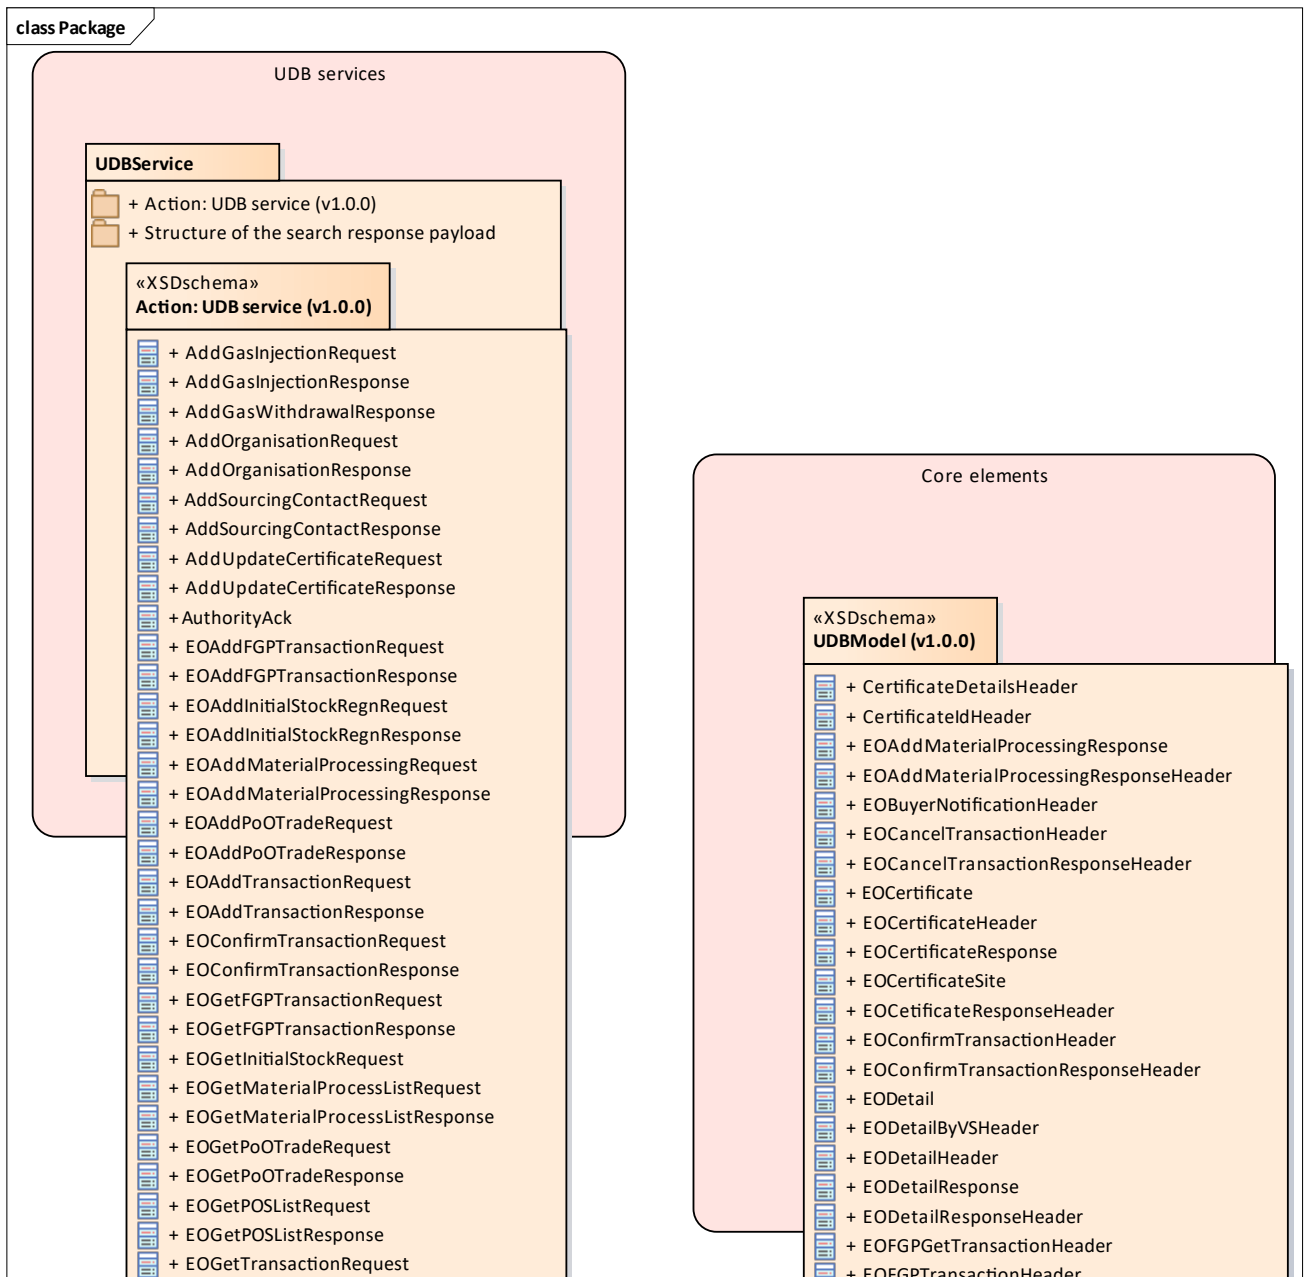 class Package
UDB services
UDBService
+ Action: UDB service (v1.0.0)
+ Structure of the search response payload
«XSDschema»
Action: UDB service (v1.0.0)
+ AddGasInjectionRequest
+ AddGasInjectionResponse
+ AddGasWithdrawalResponse
+ AddOrganisationRequest
+ AddOrganisationResponse
+ AddSourcingContactRequest
+ AddSourcingContactResponse
+ AddUpdateCertificateRequest
+ AddUpdateCertificateResponse
+ AuthorityAck
+ EOAddFGPTransactionRequest
+ EOAddFGPTransactionResponse
+ EOAddInitialStockRegnRequest
+ EOAddInitialStockRegnResponse
+ EOAddMaterialProcessingRequest
+ EOAddMaterialProcessingResponse
+ EOAddPoOTradeRequest
+ EOAddPoOTradeResponse
+ EOAddTransactionRequest
+ EOAddTransactionResponse
+ EOConfirmTransactionRequest
+ EOConfirmTransactionResponse
+ EOGetFGPTransactionRequest
+ EOGetFGPTransactionResponse
+ EOGetInitialStockRequest
+ EOGetMaterialProcessListRequest
+ EOGetMaterialProcessListResponse
+ EOGetPoOTradeRequest
+ EOGetPoOTradeResponse
+ EOGetPOSListRequest
+ EOGetPOSListResponse
+ EOGetTransactionRequest
Core elements
«XSDschema»
UDBModel (v1.0.0)
+ CertificateDetailsHeader
+ CertificateIdHeader
+ EOAddMaterialProcessingResponse
+ EOAddMaterialProcessingResponseHeader
+ EOBuyerNotificationHeader
+ EOCancelTransactionHeader
+ EOCancelTransactionResponseHeader
+ EOCertificate
+ EOCertificateHeader
+ EOCertificateResponse
+ EOCertificateSite
+ EOCetificateResponseHeader
+ EOConfirmTransactionHeader
+ EOConfirmTransactionResponseHeader
+ EODetail
+ EODetailByVSHeader
+ EODetailHeader
+ EODetailResponse
+ EODetailResponseHeader
+ EOFGPGetTransactionHeader
+ EOFGPTransactionHeader